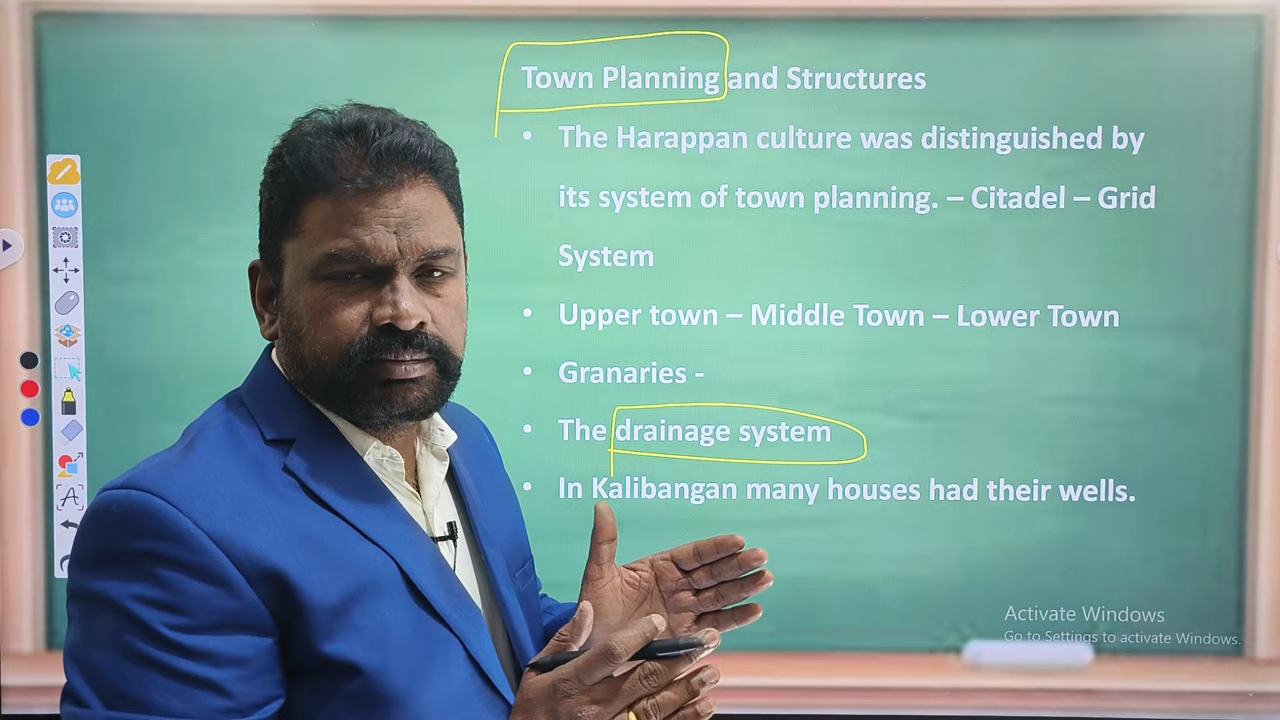 Town Planning and Structures
• The Harappan culture was distinguished by
its system of town planning. – Citadel – Grid
System
• Upper town – Middle Town – Lower Town
• Granaries -
• The drainage system
• In Kalibangan many houses had their wells.
Activate Windows
Go to Settings to activate Windows.